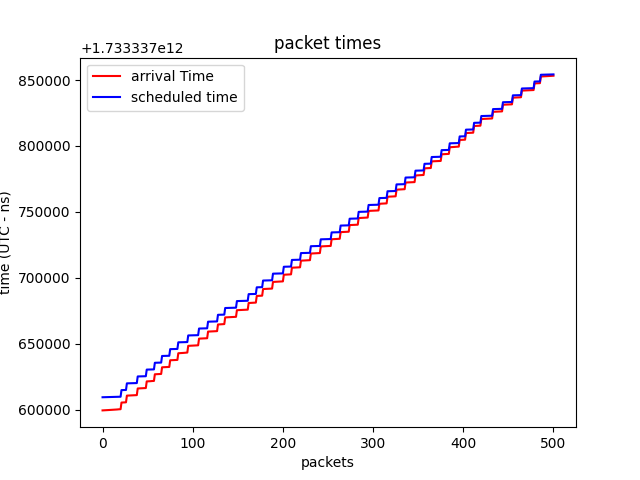 packet times
+1.733337e12
arrival Time
scheduled time
850000
800000
750000
700000
650000
600000
time (UTC - ns)
0 100 200 300 400 500
packets